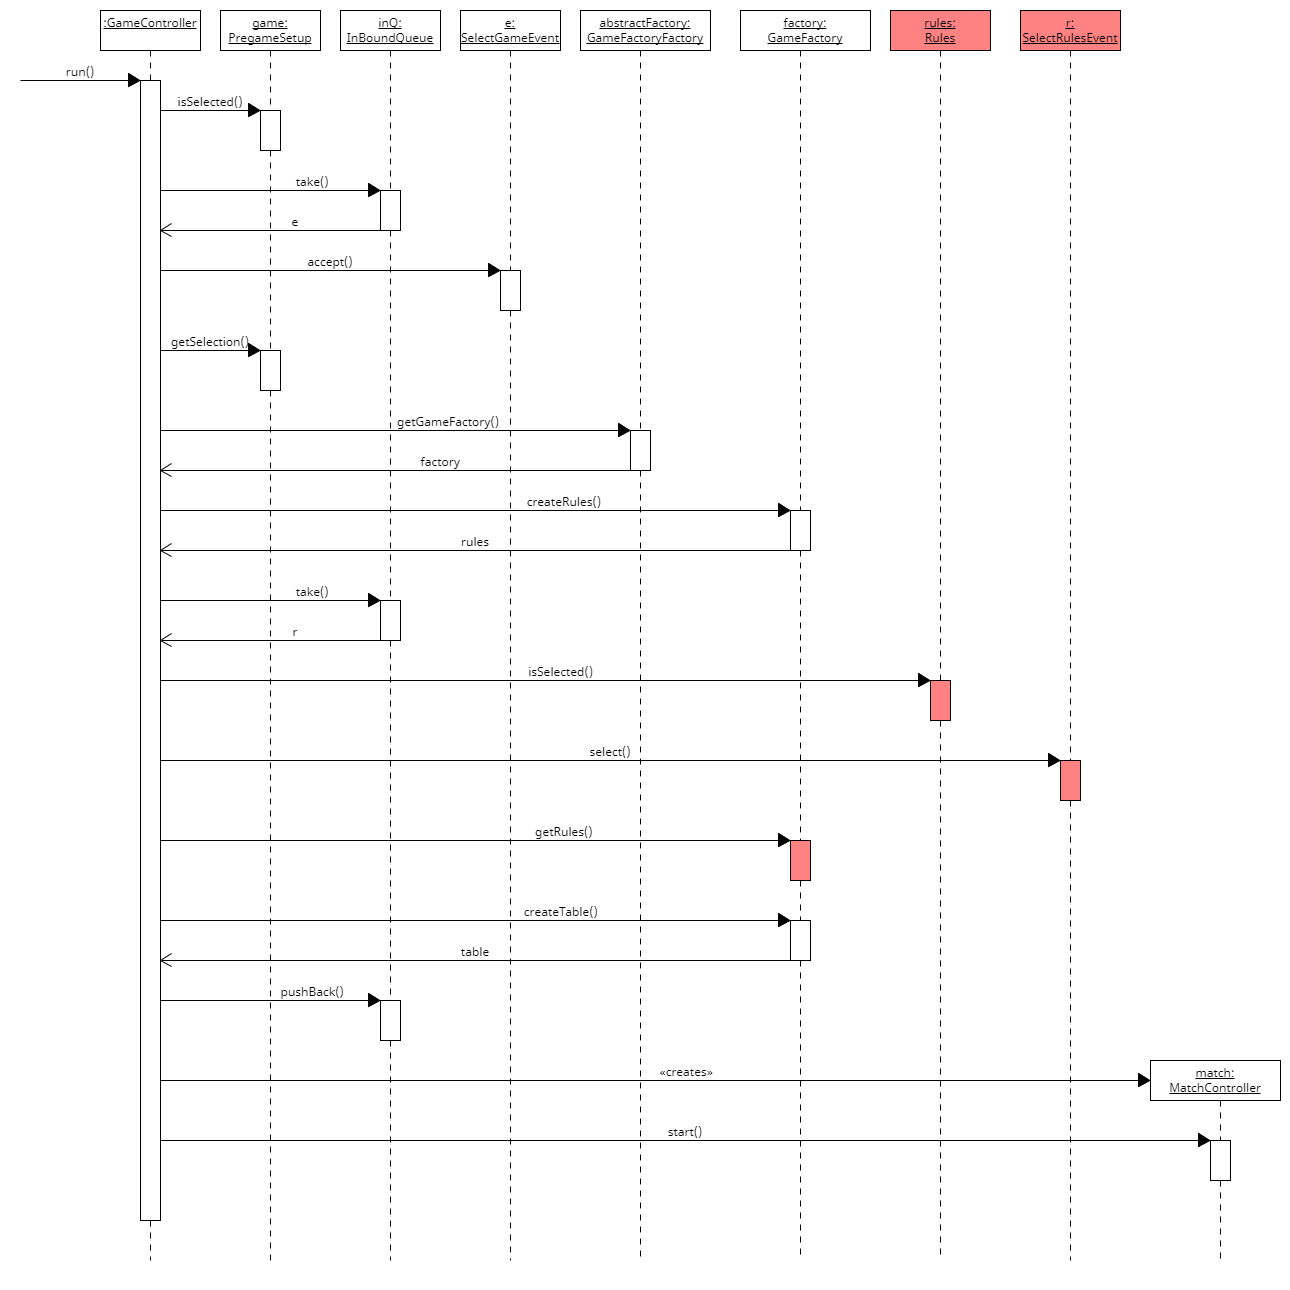 :GameController
game:
PregameSetup
inQ:
InBoundQueue
e:
SelectGameEvent
abstractFactory:
GameFactoryFactory
factory:
GameFactory
rules:
Rules
r:
SelectRulesEvent
run()
isSelected()
take()
e
accept()
getSelection()
getGameFactory()
factory
createRules()
rules
take()
r
isSelected()
select()
getRules()
createTable()
table
pushBack()
«creates»
match:
MatchController
start()